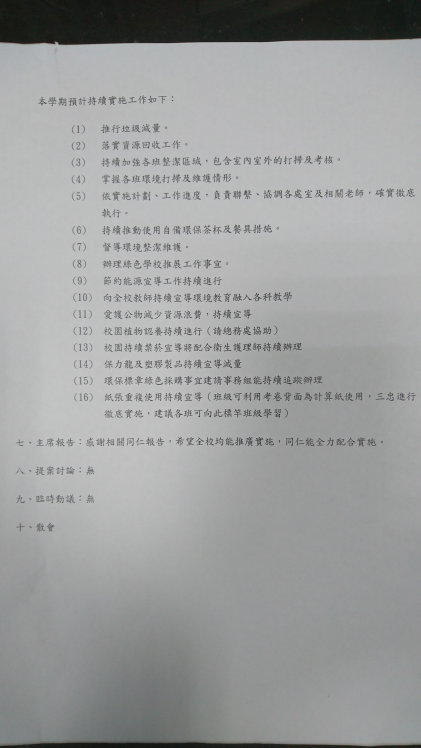 本學期預計持續實施工作如下：
(1) 推行垃圾減量。
(2) 落實資源回收工作。
(3) 持續加強各班整潔區域，包含室內室外的打掃及考核。
(4) 掌握各班環境打掃及維護情形。
(5) 依實施計劃、工作進度，負責聯繫、協調各處室及相關老師，確實徹底
執行。
(6) 持續推動使用自備環保茶杯及餐具措施。
(7) 督導環境整潔維護。
(8) 辦理綠色學校推展工作事宜。
(9) 節約能源宣導工作持續進行
(10) 向全校教師持續宣導環境教育融入各科教學
(11) 愛護公物減少資源浪費，持續宣導
(12) 校園植物認養持續進行（請總務處協助）
(13) 校園持續禁菸宣導將配合衛生護理師持續辦理
(14) 保力龍及塑膠製品持續宣導減量
(15) 環保標章綠色採購事宜建請事務組能持續追蹤辦理
(16) 紙張重複使用持續宣導（班級可利用考卷背面為計算紙使用，三忠進行
徹底實施，建議各班可向此標竿班級學習）
七、主席報告：感謝相關同仁報告，希望全校均能推廣實施，同仁能全力配合實施。
八、提案討論：無
九、臨時動議：無
十、散會